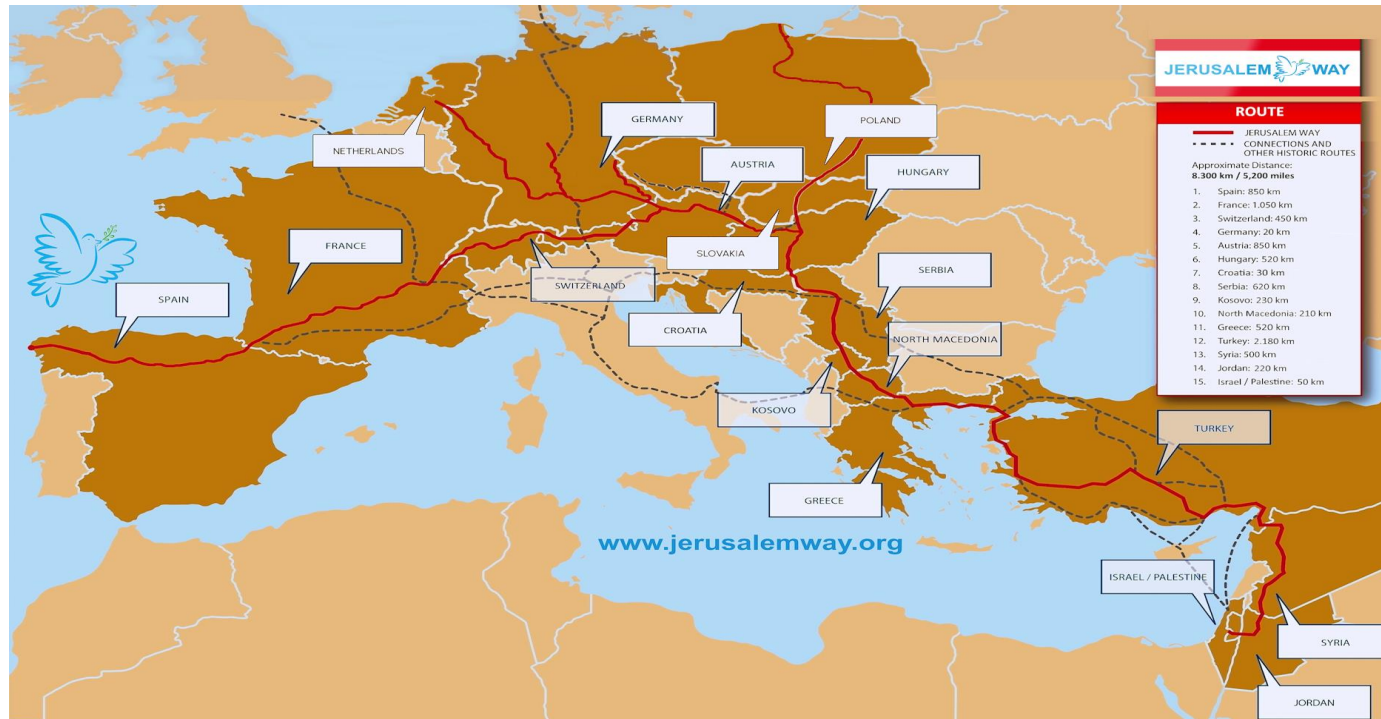 JERUSALEM WAY
ROUTE
JERUSALEM WAY
CONNECTIONS AND
OTHER HISTORIC ROUTES
Approximate Distance:
8.300 km / 5,200 miles
1. Spain: 850 km
2. France: 1.050 km
3. Switzerland: 450 km
4. Germany: 20 km
5. Austria: 850 km
6. Hungary: 520 km
7. Croatia: 30 km
8. Serbia: 620 km
9. Kosovo: 230 km
10. North Macedonia: 210 km
11. Greece: 520 km
12. Turkey: 2.180 km
13. Syria: 500 km
14. Jordan: 220 km
15. Israel / Palestine: 50 km
GERMANY
POLAND
NETHERLANDS
AUSTRIA
HUNGARY
FRANCE
SLOVAKIA
SERBIA
SWITZERLAND
SPAIN
CROATIA
NORTH MACEDONIA
KOSOVO
TURKEY
GREECE
www.jerusalemway.org
ISRAEL / PALESTINE
SYRIA
JORDAN